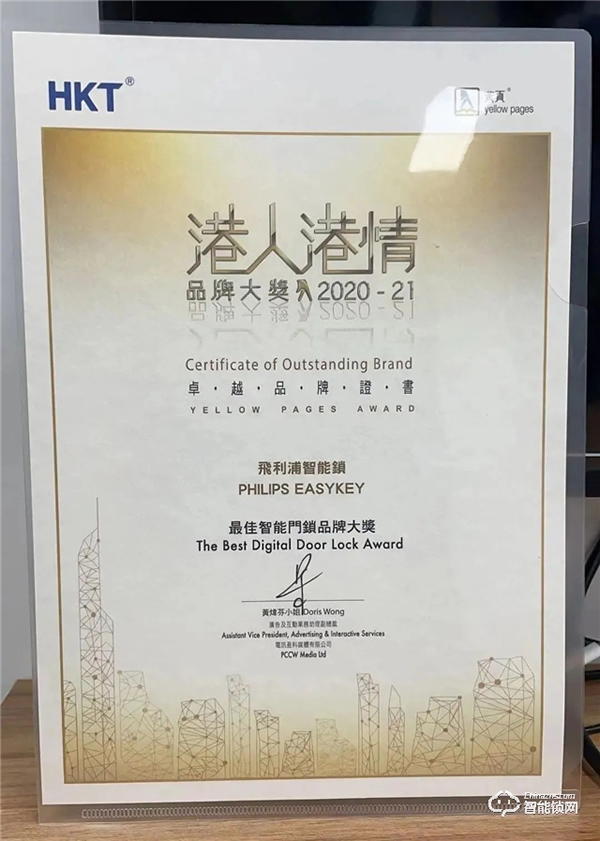 HKT®
頁®
yellow pages
港人港情
品牌大獎 2020 - 21
Certificate of Outstanding Brand
卓・越・品・牌・證・書
YELLOW PAGES AWARD
飛利浦智能鎖
PHILIPS EASYKEY
最佳智能門鎖品牌大獎
The Best Digital Door Lock Award
黃煒芬小姐 Doris Wong
廣告及互動業務助理副總裁
Assistant Vice President, Advertising & Interactive Services
電訊盈科媒體有限公司
PCCW Media Ltd
智能锁网